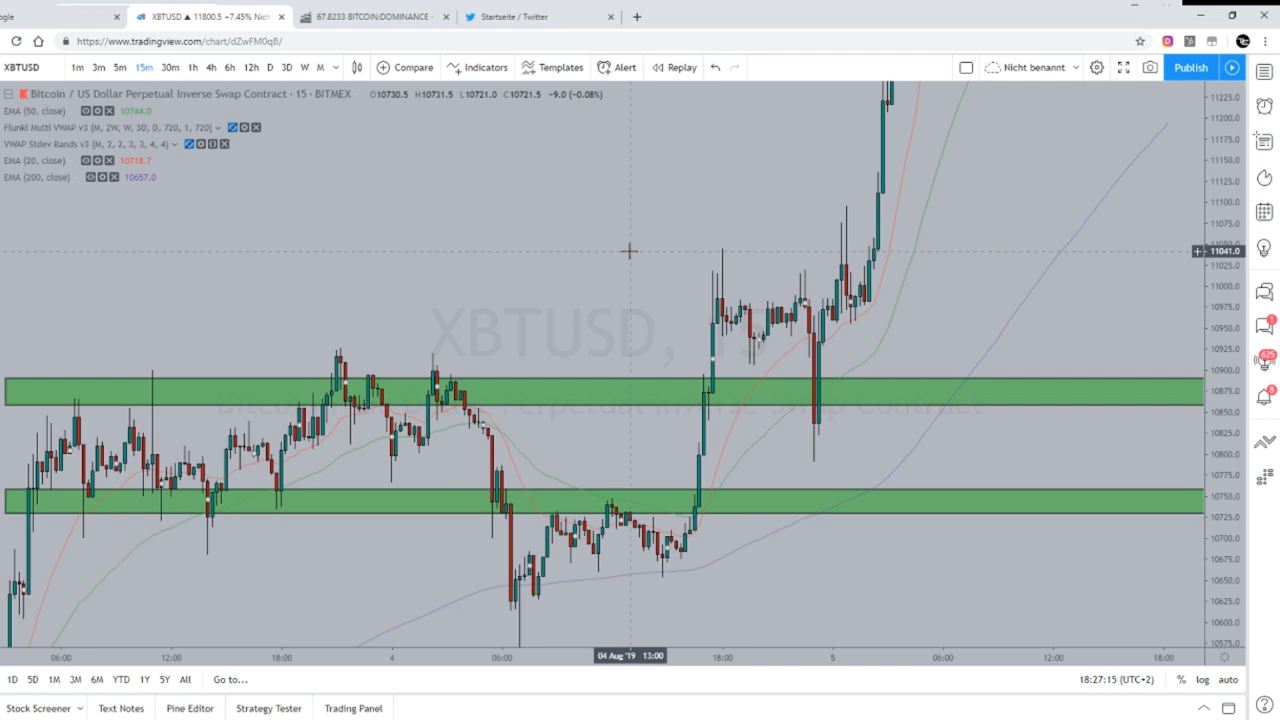 ogle
XBTUSD ▲ 11800.5 +7.45% Nich
67.8233 BITCOIN:DOMINANCE
Startseite / Twitter
https://www.tradingview.com/chart/dZwFM0qB/
XBTUSD 1m 3m 5m 15m 30m 1h 4h 6h 12h D 3D W M Compare Indicators Templates Alert Replay Nicht benannt Publish
Bitcoin / US Dollar Perpetual Inverse Swap Contract · 15 · BITMEX O10730.5 H10731.5 L10721.0 C10721.5 -9.0 (-0.08%)
EMA (50, close) 10744.0
Flunki Multi VWAP v3 (M, 2W, W, 3D, D, 720, 1, 720)
VWAP Stdev Bands v3 (M, 2, 2, 3, 3, 4, 4)
EMA (20, close) 10718.7
EMA (200, close) 10657.0
XBTUSD, 15
Bitcoin / US Dollar Perpetual Inverse Swap Contract
11225.0
11200.0
11175.0
11150.0
11125.0
11100.0
11075.0
11050.0
11041.0
11025.0
11000.0
10975.0
10950.0
10925.0
10900.0
10875.0
10850.0
10825.0
10800.0
10775.0
10750.0
10725.0
10700.0
10675.0
10650.0
10625.0
10600.0
10575.0
1
625
8
06:00 12:00 18:00 4 06:00 04 Aug '19 13:00 18:00 5 06:00 12:00 18:00
1D 5D 1M 3M 6M YTD 1Y 5Y All Go to... 18:27:15 (UTC+2) % log auto
Stock Screener Text Notes Pine Editor Strategy Tester Trading Panel